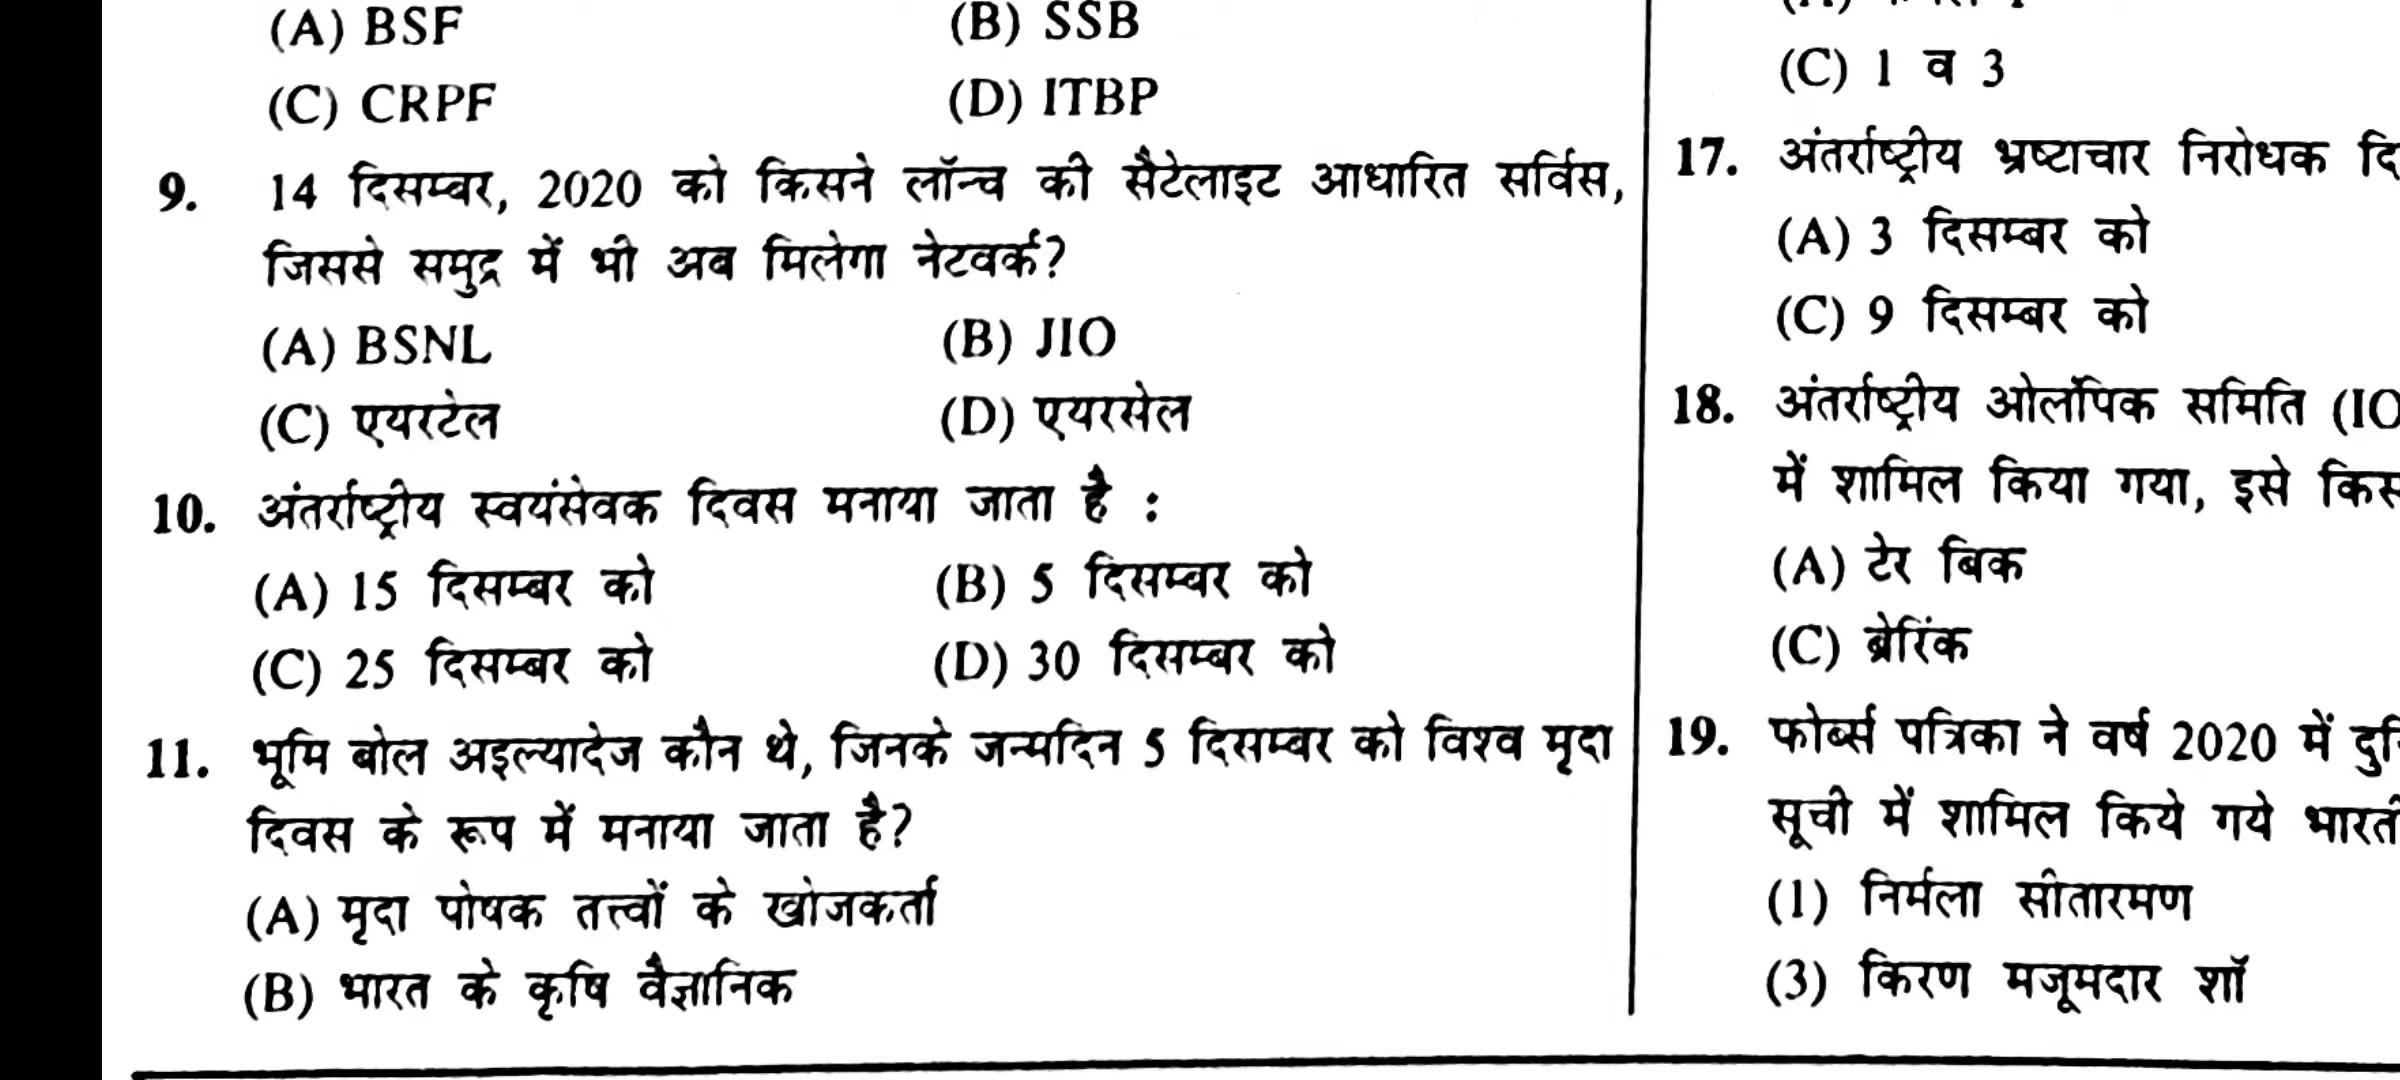 (A) BSF
(B) SSB
(C) CRPF
(D) ITBP
9. 14 दिसम्बर, 2020 को किसने लॉन्च की सैटेलाइट आधारित सर्विस,
जिससे समुद्र में भी अब मिलेगा नेटवर्क?
(A) BSNL
(B) JIO
(C) एयरटेल
(D) एयरसेल
10. अंतर्राष्ट्रीय स्वयंसेवक दिवस मनाया जाता है :
(A) 15 दिसम्बर को
(B) 5 दिसम्बर को
(C) 25 दिसम्बर को
(D) 30 दिसम्बर को
11. भूमि बोल अइल्यादेज कौन थे, जिनके जन्मदिन 5 दिसम्बर को विश्व मृदा
दिवस के रूप में मनाया जाता है?
(A) मृदा पोषक तत्त्वों के खोजकर्ता
(B) भारत के कृषि वैज्ञानिक
(C) 1 व 3
17. अंतर्राष्ट्रीय भ्रष्टाचार निरोधक दि
(A) 3 दिसम्बर को
(C) 9 दिसम्बर को
18. अंतर्राष्ट्रीय ओलंपिक समिति (IO
में शामिल किया गया, इसे किस
(A) टेर बिक
(C) ब्रेरिंक
19. फोर्ब्स पत्रिका ने वर्ष 2020 में
सूची में शामिल किये गये भारती
(1) निर्मला सीतारमण
(3) किरण मजूमदार शॉ